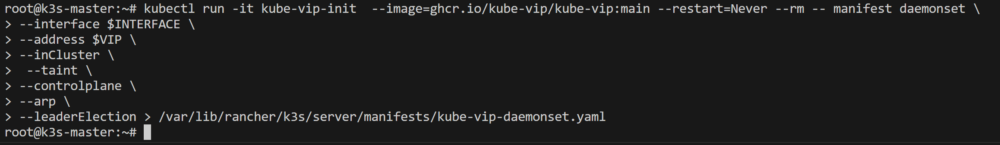 root@k3s-master:~# kubectl run -it kube-vip-init  --image=ghcr.io/kube-vip/kube-vip:main --restart=Never --rm -- manifest daemonset \
> --interface $INTERFACE \
> --address $VIP \
> --inCluster \
>  --taint \
> --controlplane \
> --arp \
> --leaderElection > /var/lib/rancher/k3s/server/manifests/kube-vip-daemonset.yaml
root@k3s-master:~#